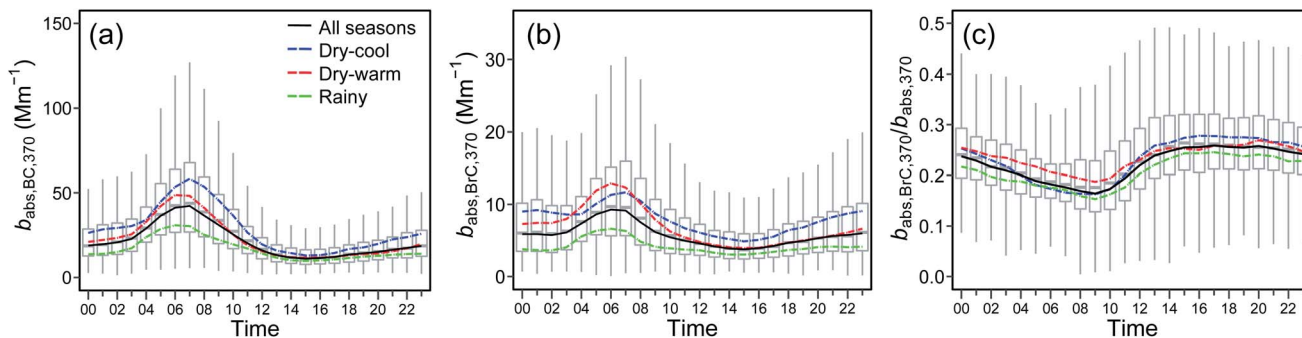 (a)
All seasons
Dry-cool
Dry-warm
Rainy
b_abs,BC,370 (Mm⁻¹)
150
100
50
0
00 02 04 06 08 10 12 14 16 18 20 22
Time
(b)
b_abs,BrC,370 (Mm⁻¹)
30
20
10
0
00 02 04 06 08 10 12 14 16 18 20 22
Time
(c)
b_abs,BrC,370/b_abs,370
0.5
0.4
0.3
0.2
0.1
0.0
00 02 04 06 08 10 12 14 16 18 20 22
Time